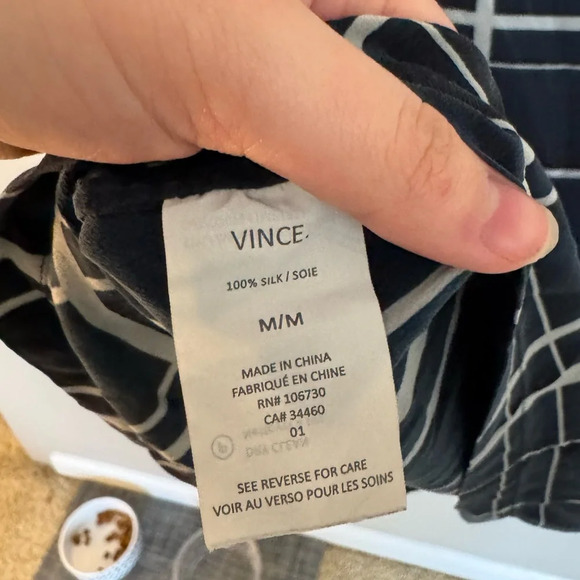 VINCE.
100% SILK / SOIE
M/M
MADE IN CHINA
FABRIQUÉ EN CHINE
RN# 106730
CA# 34460
01
SEE REVERSE FOR CARE
VOIR AU VERSO POUR LES SOINS